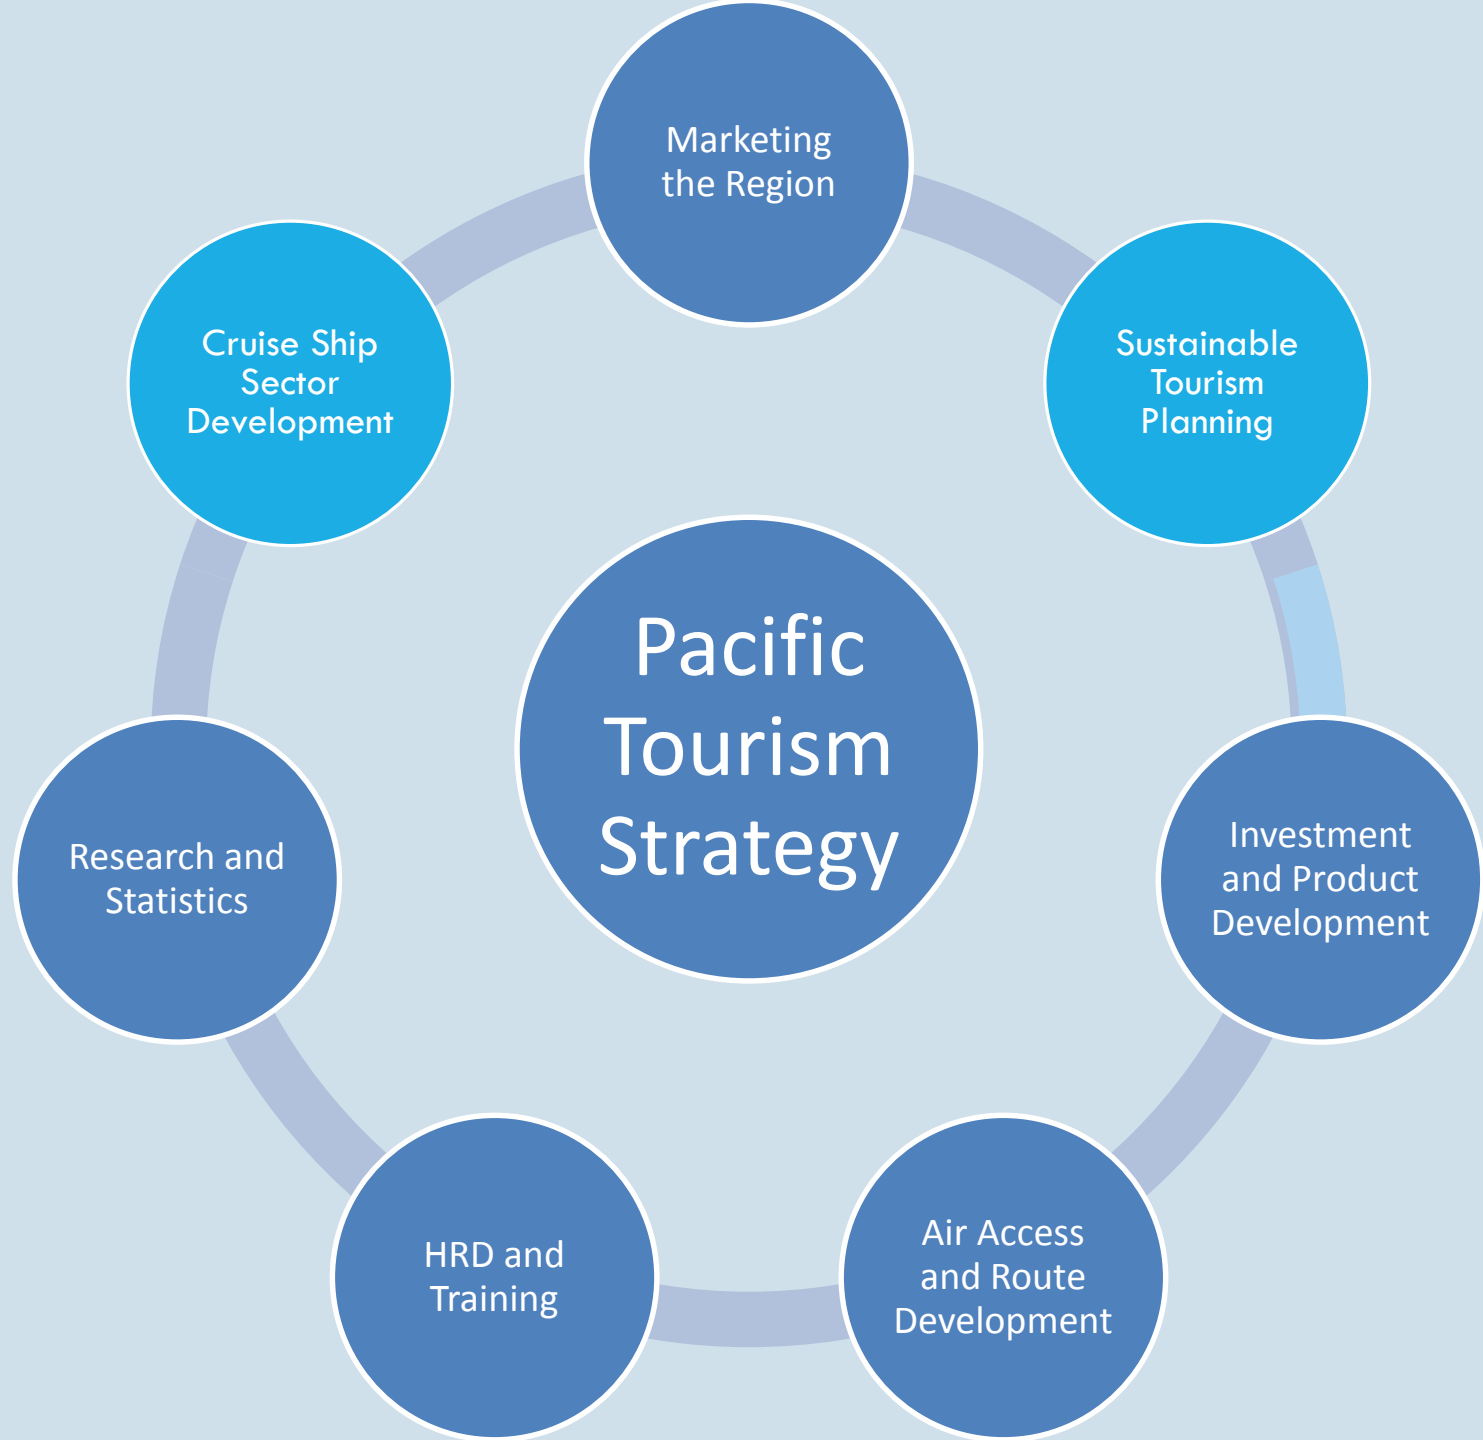 Marketing
the Region
Cruise Ship
Sector
Development
Sustainable
Tourism
Planning
Pacific
Tourism
Strategy
Research and
Statistics
Investment
and Product
Development
HRD and
Training
Air Access
and Route
Development